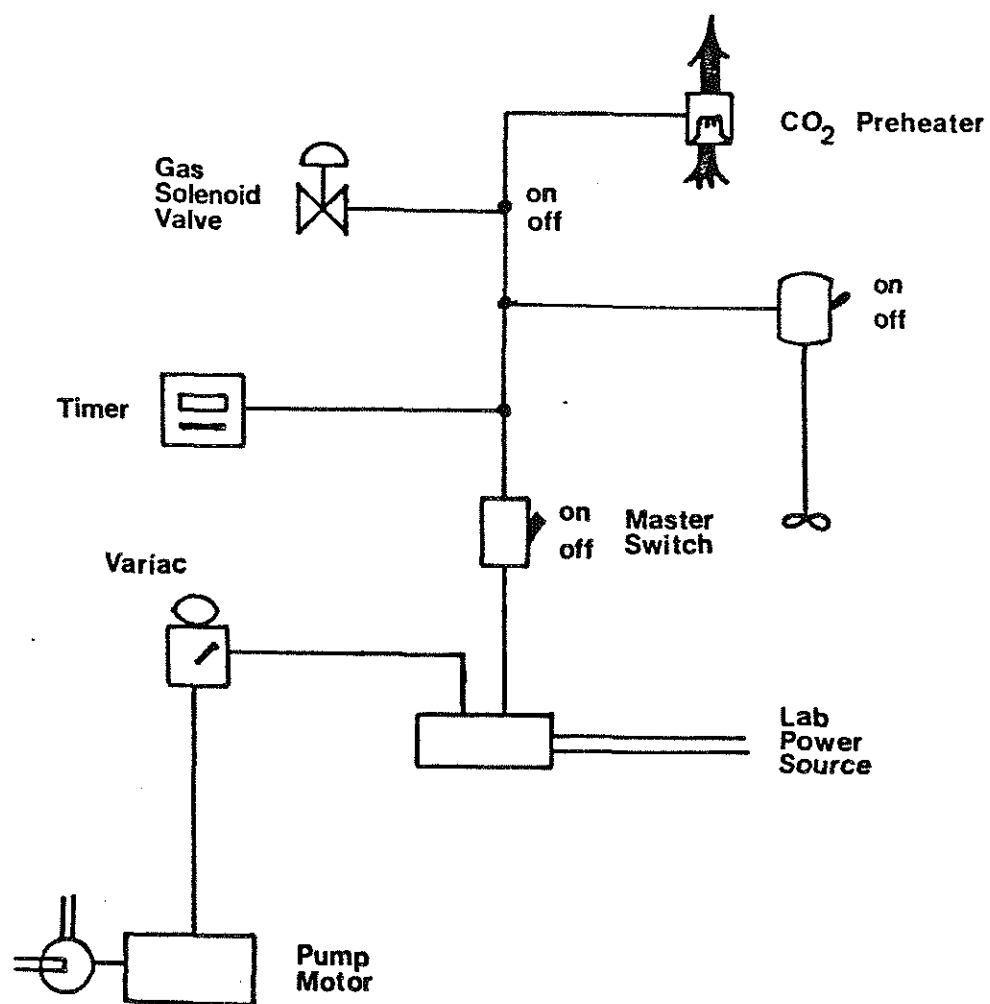 CO2 Preheater
Gas
Solenoid
Valve
on
off
on
off
Timer
on
off
Master
Switch
Variac
Lab
Power
Source
Pump
Motor